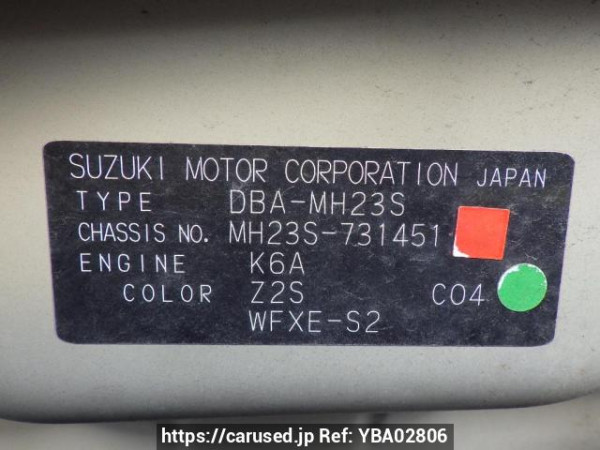 SUZUKI MOTOR CORPORATION JAPAN
TYPE DBA-MH23S
CHASSIS NO. MH23S-731451
ENGINE K6A
COLOR Z2S C04
WFXE-S2
https://carused.jp Ref: YBA02806